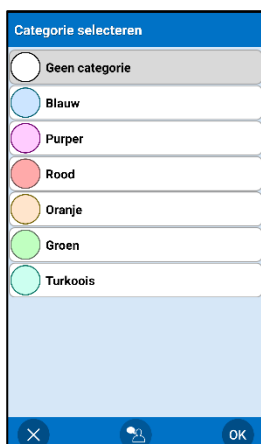 Categorie selecteren
Geen categorie
Blauw
Purper
Rood
Oranje
Groen
Turkoois
OK